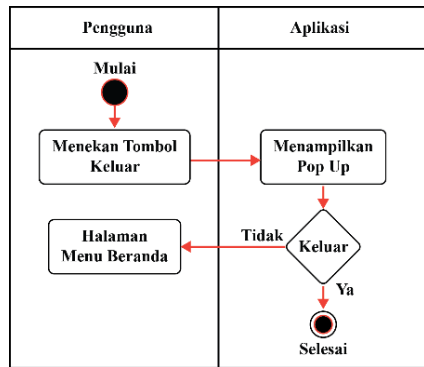 Pengguna
Aplikasi
Mulai
Menekan Tombol
Keluar
Menampilkan
Pop Up
Halaman
Menu Beranda
Tidak
Keluar
Ya
Selesai